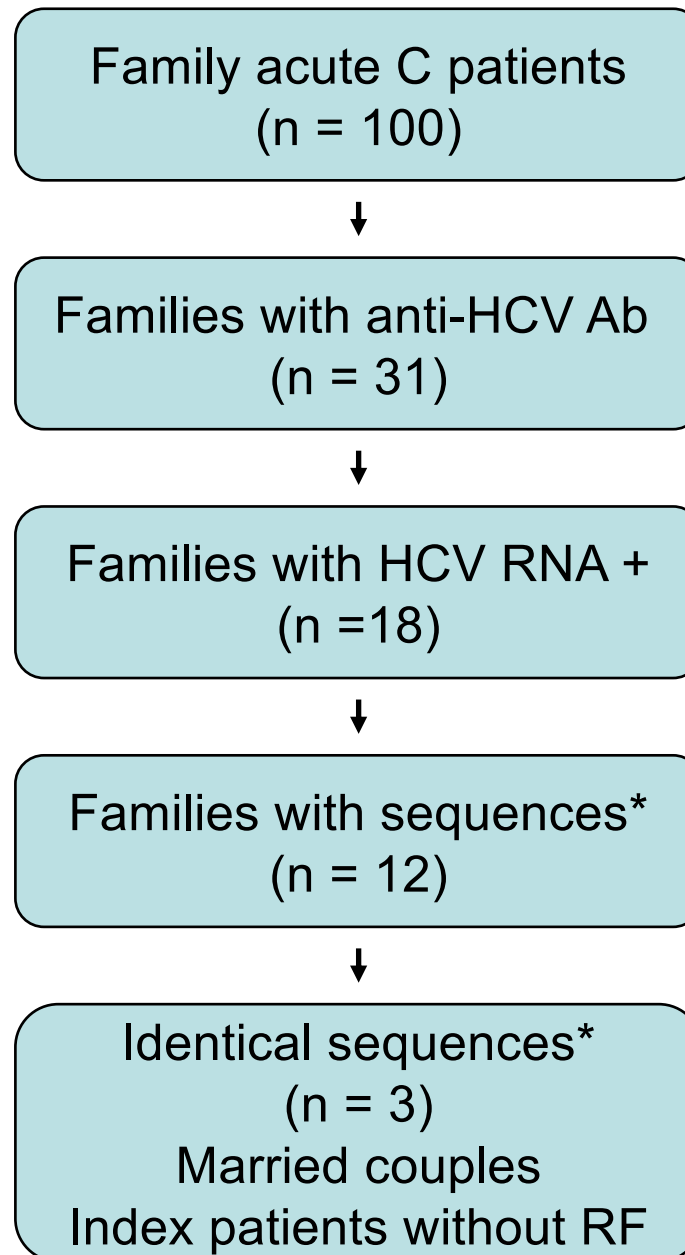 Family acute C patients
(n = 100)
Families with anti-HCV Ab
(n = 31)
Families with HCV RNA +
(n =18)
Families with sequences*
(n = 12)
Identical sequences*
(n = 3)
Married couples
Index patients without RF